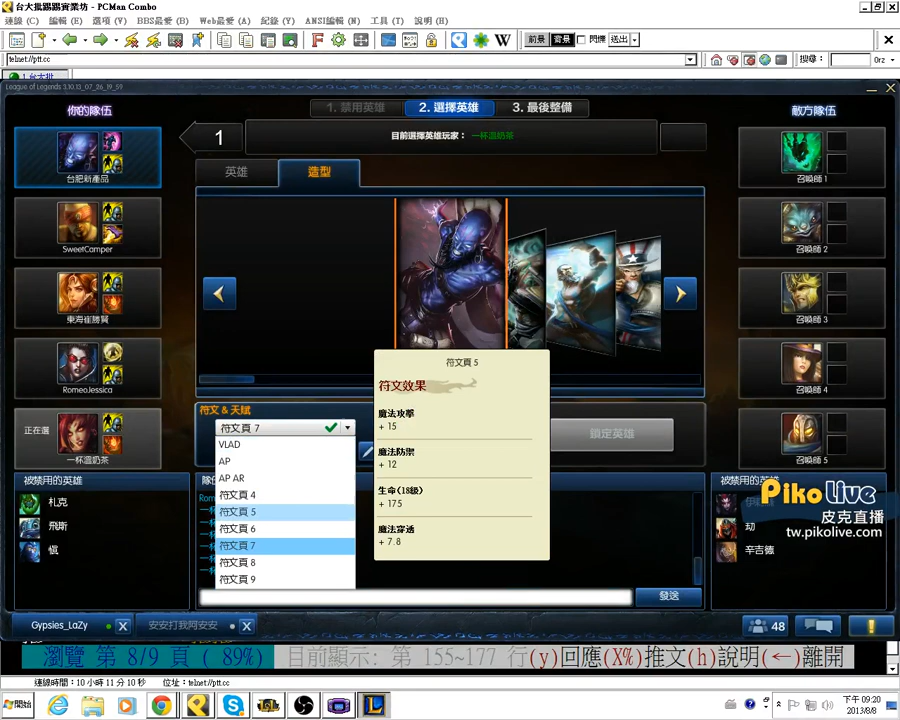 台大批踢踢實業坊 - PCMan Combo
連線 (C) 編輯 (E) 選項 (V) BBS最愛 (B) Web最愛 (A) 紀錄 (Y) ANSI編輯 (N) 工具 (T) 說明 (H)
前景 背景 閃爍 送出
telnet://ptt.cc 搜尋: Orz
1.台大批
League of Legends 3.10.13_07_26_19_59
你的隊伍 1. 禁用英雄 2. 選擇英雄 3. 最後整備 敵方隊伍
1 目前選擇英雄玩家： 一杯溫奶茶
英雄 造型
台肥新產品 召喚師 1
SweetCamper 召喚師 2
東海崔勝賢 召喚師 3
RomeoJessica 召喚師 4
正在選 一杯溫奶茶 召喚師 5
符文 & 天賦
符文頁 7
VLAD
AP
AP AR
符文頁 4
符文頁 5
符文頁 6
符文頁 7
符文頁 8
符文頁 9
符文頁 5
符文效果
魔法攻擊
+ 15
魔法防禦
+ 12
生命(18級)
+ 175
魔法穿透
+ 7.8
鎖定英雄
被禁用的英雄
札克
飛斯
慎
隊
Rom
一杯
發送
被禁用的英雄
劫
辛吉德
PikoLive
皮克直播
tw.pikolive.com
Gypsies_LaZy X 安安打我阿安安 X 48
瀏覽 第 8/9 頁 ( 89%) 目前顯示: 第 155~177 行 (y)回應(X%)推文(h)說明(←)離開
連線時間：10 小時 11 分 10 秒 位址：telnet://ptt.cc
開始 下午 09:20
2013/8/8